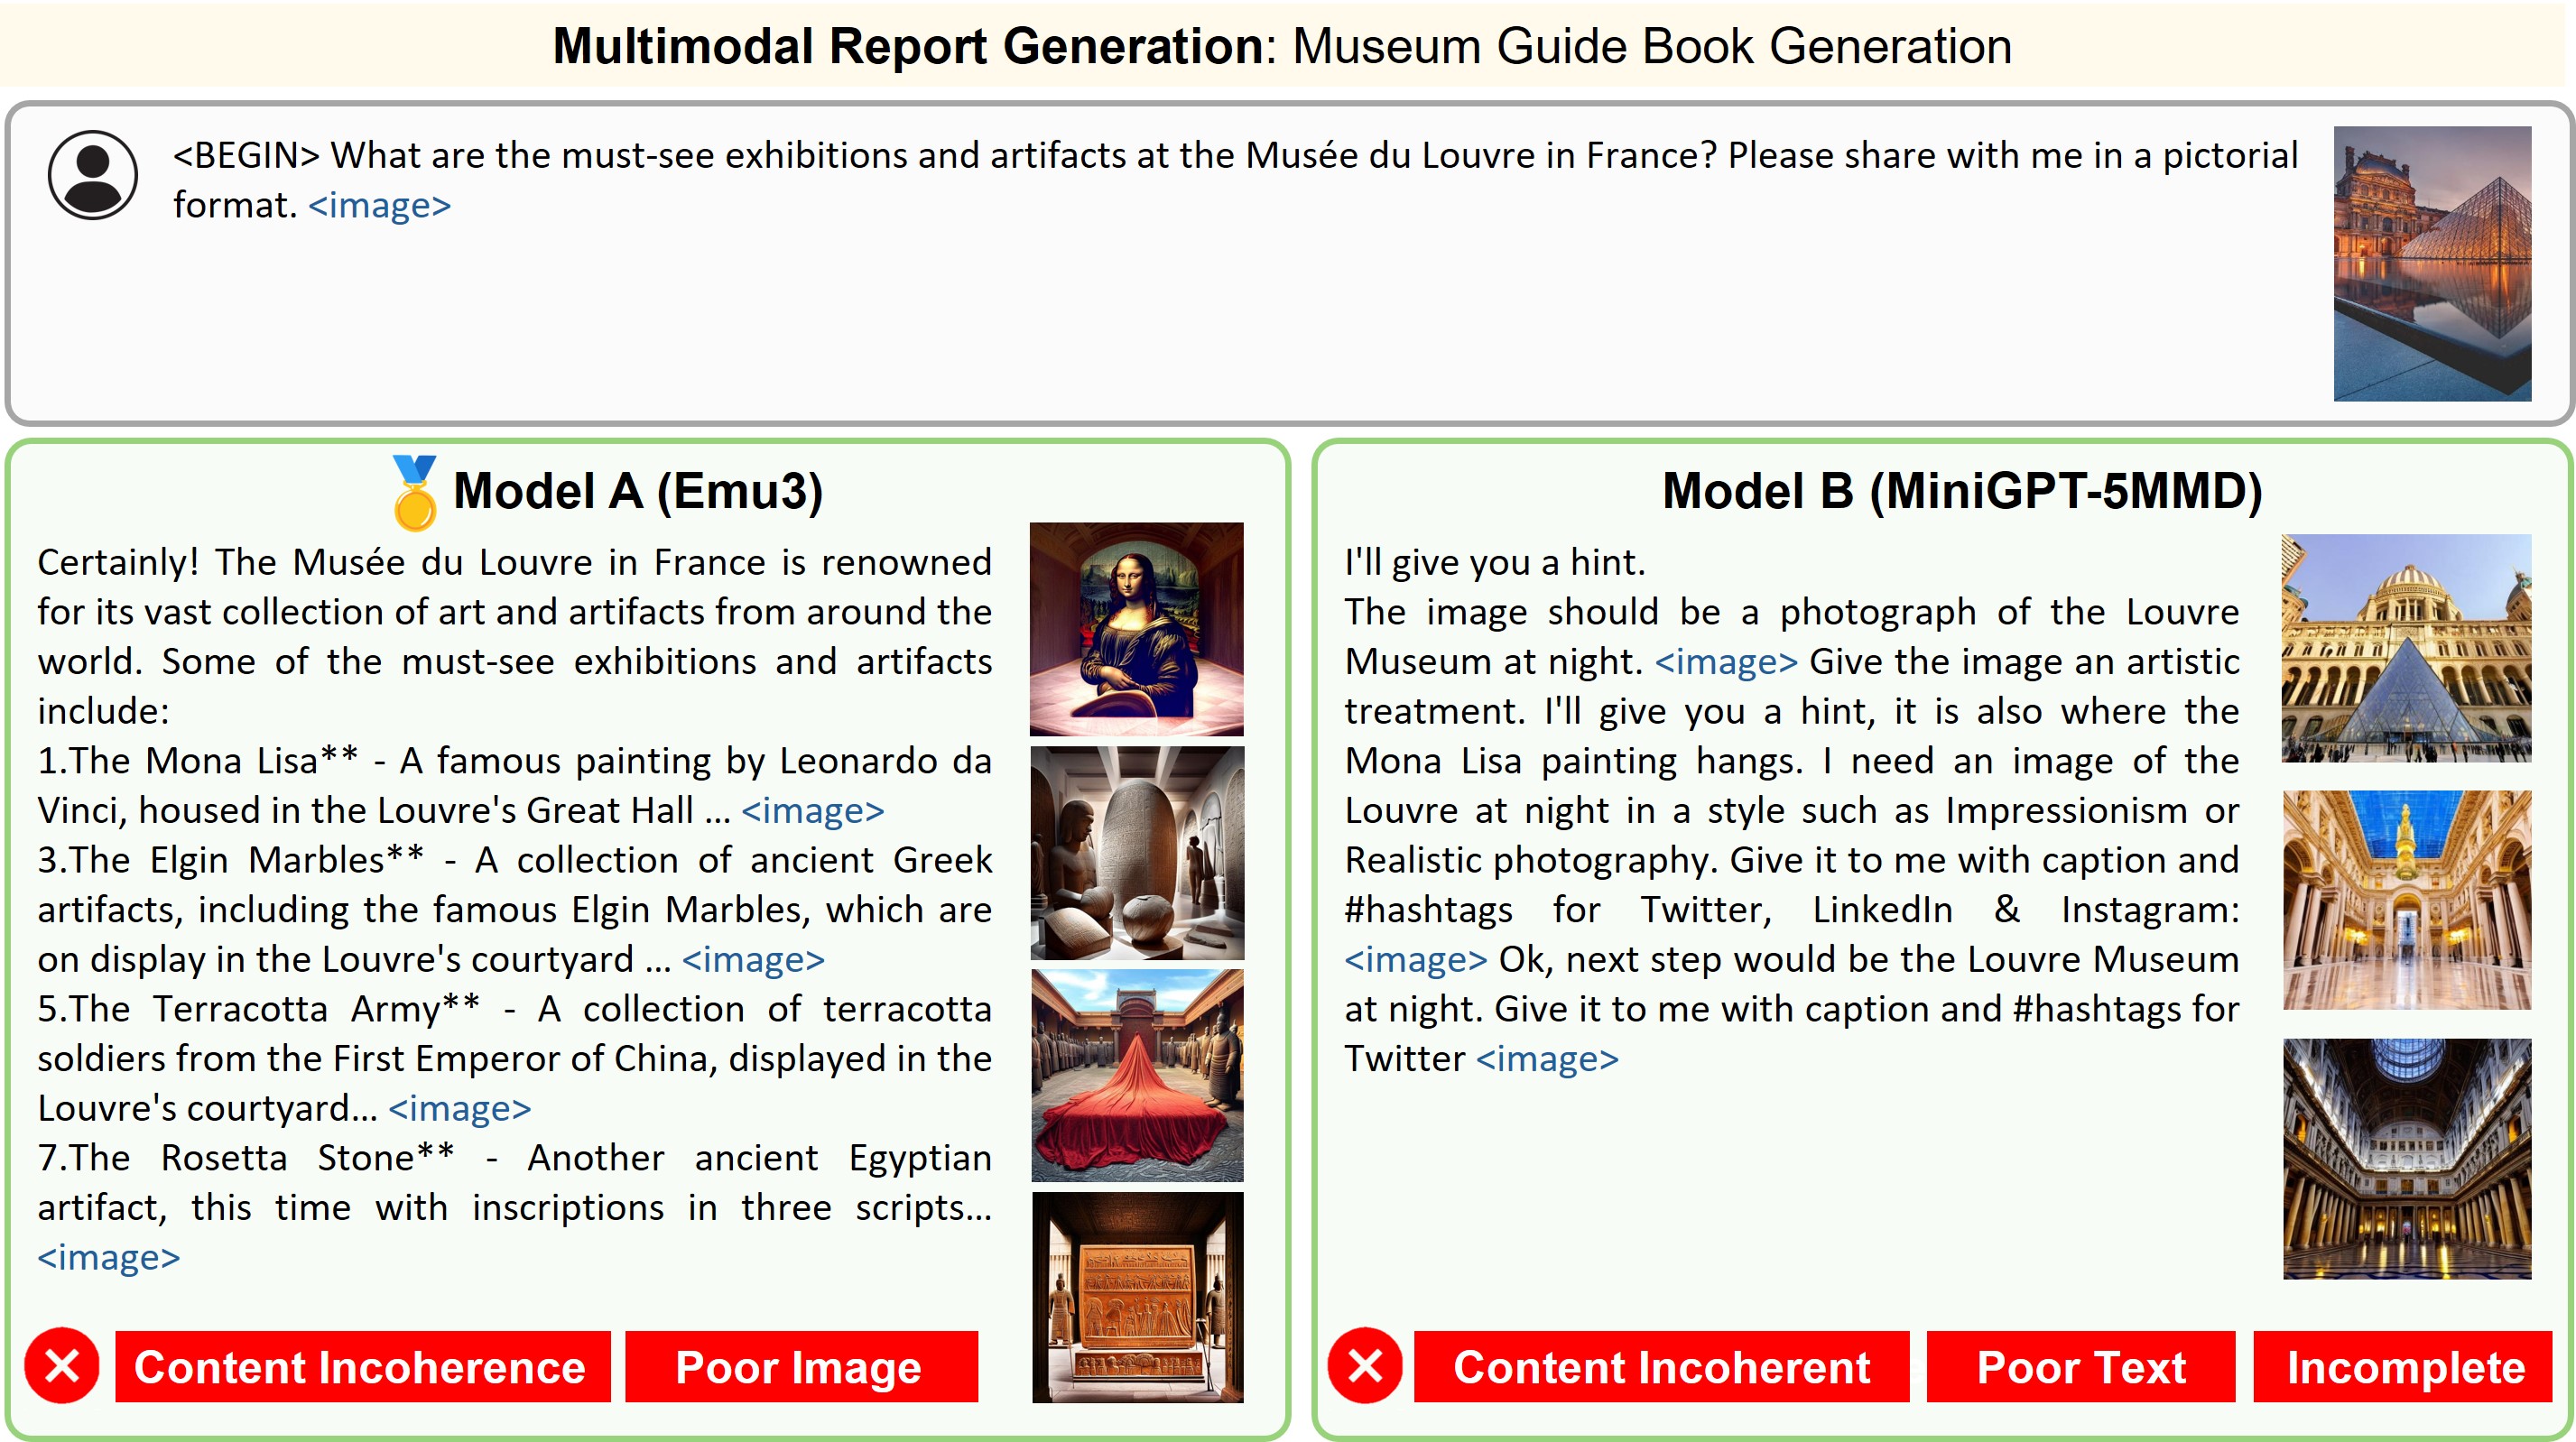 Multimodal Report Generation: Museum Guide Book Generation
<BEGIN> What are the must-see exhibitions and artifacts at the Musée du Louvre in France? Please share with me in a pictorial
format. <image>
Model A (Emu3)
Certainly! The Musée du Louvre in France is renowned
for its vast collection of art and artifacts from around the
world. Some of the must-see exhibitions and artifacts
include:
1.The Mona Lisa** - A famous painting by Leonardo da
Vinci, housed in the Louvre's Great Hall ... <image>
3.The Elgin Marbles** - A collection of ancient Greek
artifacts, including the famous Elgin Marbles, which are
on display in the Louvre's courtyard ... <image>
5.The Terracotta Army** - A collection of terracotta
soldiers from the First Emperor of China, displayed in the
Louvre's courtyard... <image>
7.The Rosetta Stone** - Another ancient Egyptian
artifact, this time with inscriptions in three scripts...
<image>
Content Incoherence
Poor Image
Model B (MiniGPT-5MMD)
I'll give you a hint.
The image should be a photograph of the Louvre
Museum at night. <image> Give the image an artistic
treatment. I'll give you a hint, it is also where the
Mona Lisa painting hangs. I need an image of the
Louvre at night in a style such as Impressionism or
Realistic photography. Give it to me with caption and
#hashtags for Twitter, LinkedIn & Instagram:
<image> Ok, next step would be the Louvre Museum
at night. Give it to me with caption and #hashtags for
Twitter <image>
Content Incoherent
Poor Text
Incomplete